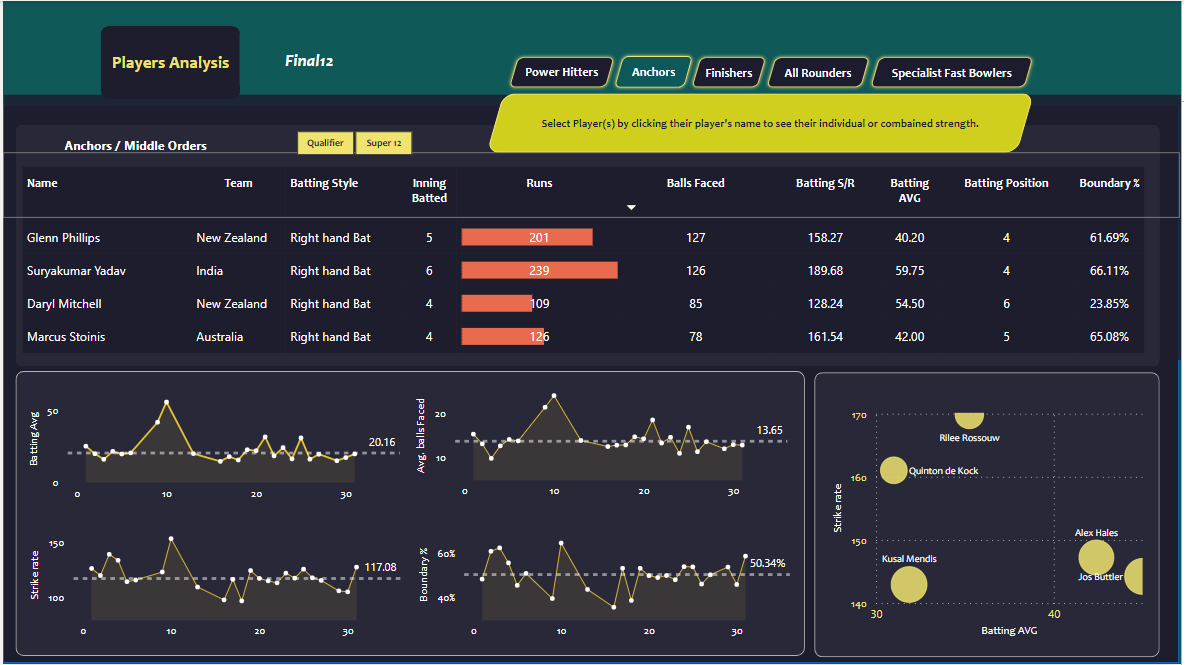 Players Analysis
Final12
Power Hitters
Anchors
Finishers
All Rounders
Specialist Fast Bowlers
Select Player(s) by clicking their player's name to see their individual or combained strength.
Anchors / Middle Orders
Qualifier
Super 12
Name Team Batting Style Inning Batted Runs Balls Faced Batting S/R Batting AVG Batting Position Boundary %
Glenn Phillips New Zealand Right hand Bat 5 201 127 158.27 40.20 4 61.69%
Suryakumar Yadav India Right hand Bat 6 239 126 189.68 59.75 4 66.11%
Daryl Mitchell New Zealand Right hand Bat 4 109 85 128.24 54.50 6 23.85%
Marcus Stoinis Australia Right hand Bat 4 126 78 161.54 42.00 5 65.08%
Batting Avg
50
0
20.16
0 10 20 30
Avg. balls Faced
20
10
13.65
0 10 20 30
Strike rate
150
100
117.08
0 10 20 30
Boundary %
60%
40%
50.34%
0 10 20 30
Strike rate
170
160
150
140
Rilee Rossouw
Quinton de Kock
Alex Hales
Kusal Mendis
Jos Buttler
30 40
Batting AVG